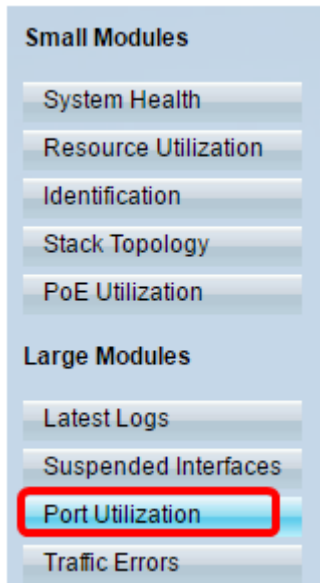 Small Modules
System Health
Resource Utilization
Identification
Stack Topology
PoE Utilization
Large Modules
Latest Logs
Suspended Interfaces
Port Utilization
Traffic Errors